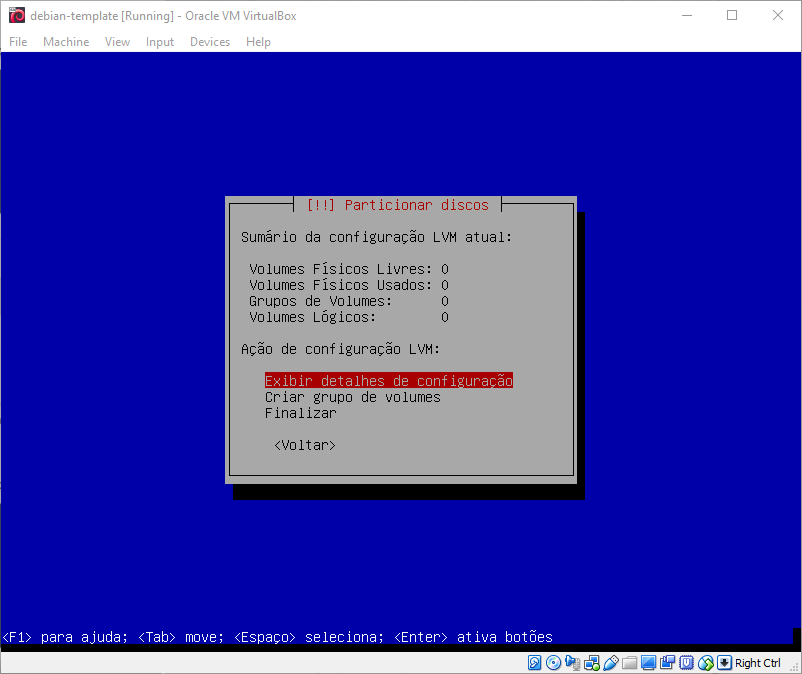 debian-template [Running] - Oracle VM VirtualBox
File Machine View Input Devices Help
[!!] Particionar discos
Sumário da configuração LVM atual:
Volumes Físicos Livres: 0
Volumes Físicos Usados: 0
Grupos de Volumes: 0
Volumes Lógicos: 0
Ação de configuração LVM:
Exibir detalhes de configuração
Criar grupo de volumes
Finalizar
<Voltar>
<F1> para ajuda; <Tab> move; <Espaço> seleciona; <Enter> ativa botões
Right Ctrl